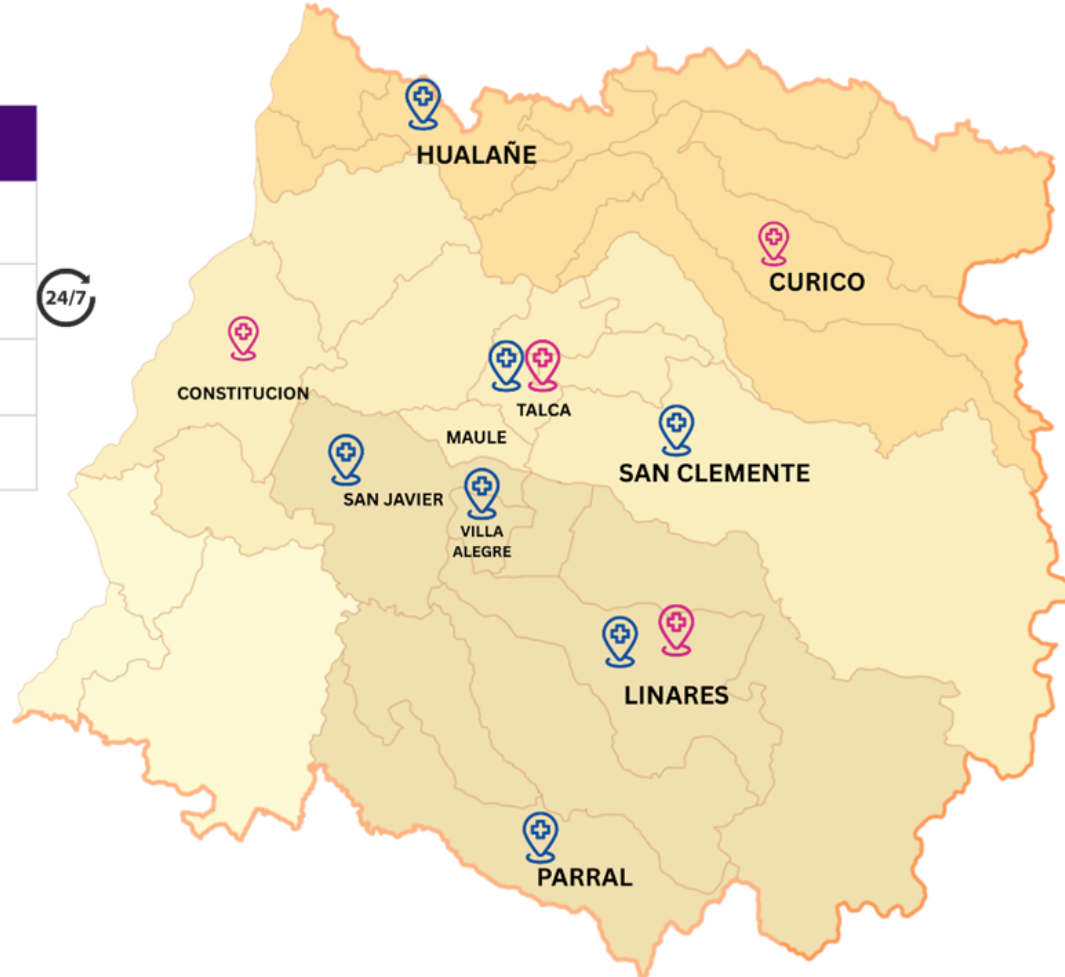 HUALAÑE
CURICO
24/7
CONSTITUCION
TALCA
MAULE
SAN CLEMENTE
SAN JAVIER
VILLA
ALEGRE
LINARES
PARRAL